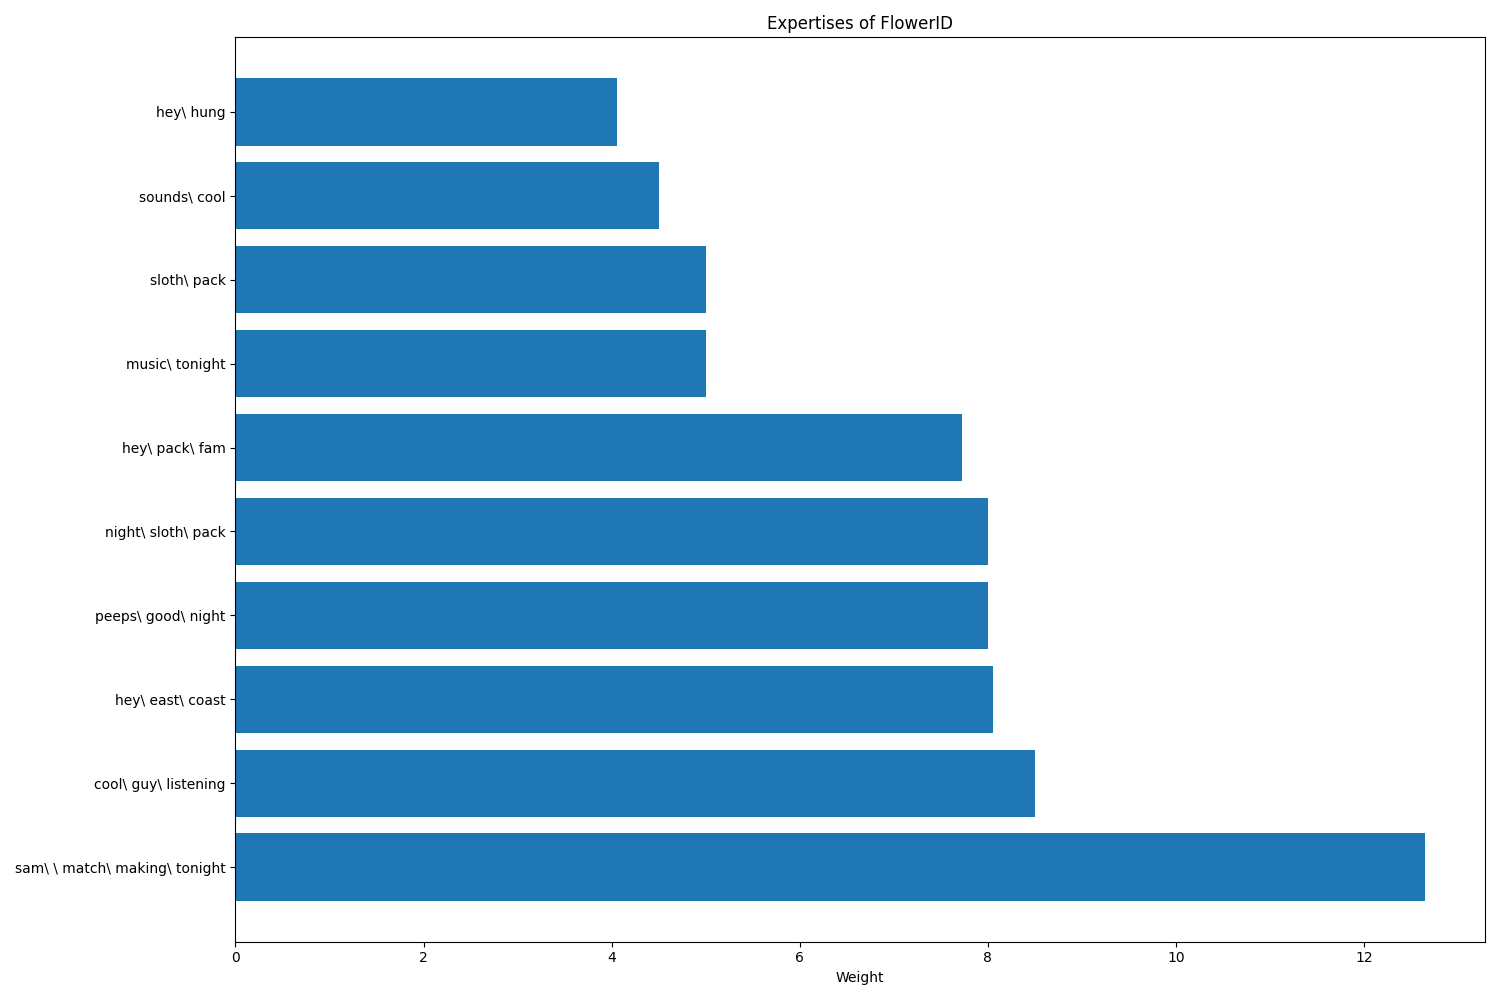 Expertises of FlowerID
hey\ hung
sounds\ cool
sloth\ pack
music\ tonight
hey\ pack\ fam
night\ sloth\ pack
peeps\ good\ night
hey\ east\ coast
cool\ guy\ listening
sam\ \ match\ making\ tonight
0 2 4 6 8 10 12
Weight